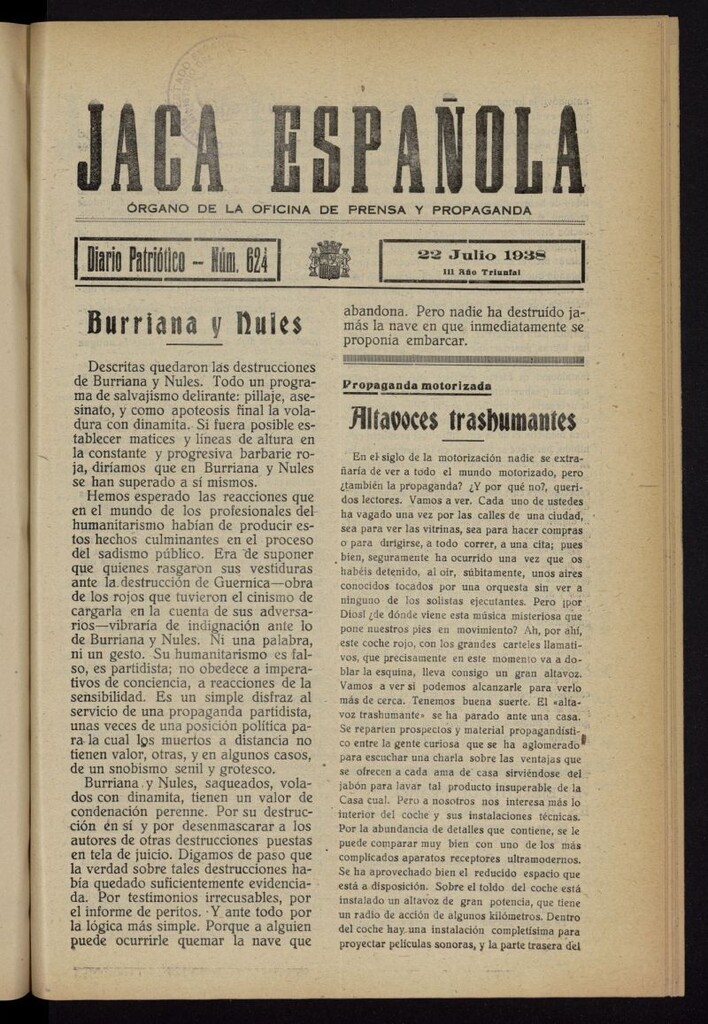 JACA ESPAÑOLA
ÓRGANO DE LA OFICINA DE PRENSA Y PROPAGANDA
Diario Patriótico — Núm. 624
22 Julio 1938
III Año Triunfal
Burriana y Nules
Descritas quedaron las destrucciones
de Burriana y Nules. Todo un progra-
ma de salvajismo delirante: pillaje, ase-
sinato, y como apoteosis final la vola-
dura con dinamita. Si fuera posible es-
tablecer matices y líneas de altura en
la constante y progresiva barbarie ro-
ja, diríamos que en Burriana y Nules
se han superado a sí mismos.
Hemos esperado las reacciones que
en el mundo de los profesionales del
humanitarismo habían de producir es-
tos hechos culminantes en el proceso
del sadismo público. Era de suponer
que quienes rasgaron sus vestiduras
ante la destrucción de Guernica—obra
de los rojos que tuvieron el cinismo de
cargarla en la cuenta de sus adversa-
rios—vibraría de indignación ante lo
de Burriana y Nules. Ni una palabra,
ni un gesto. Su humanitarismo es fal-
so, es partidista; no obedece a impera-
tivos de conciencia, a reacciones de la
sensibilidad. Es un simple disfraz al
servicio de una propaganda partidista,
unas veces de una posición política pa-
ra la cual los muertos a distancia no
tienen valor, otras, y en algunos casos,
de un snobismo senil y grotesco.
Burriana y Nules, saqueados, vola-
dos con dinamita, tienen un valor de
condenación perenne. Por su destruc-
ción en sí y por desenmascarar a los
autores de otras destrucciones puestas
en tela de juicio. Digamos de paso que
la verdad sobre tales destrucciones ha-
bía quedado suficientemente evidencia-
da. Por testimonios irrecusables, por
el informe de peritos. Y ante todo por
la lógica más simple. Porque a alguien
puede ocurrirle quemar la nave que
abandona. Pero nadie ha destruído ja-
más la nave en que inmediatamente se
proponía embarcar.
Propaganda motorizada
Altavoces trashumantes
En el siglo de la motorización nadie se extra-
ñaría de ver a todo el mundo motorizado, pero
¿también la propaganda? ¿Y por qué no?, queri-
dos lectores. Vamos a ver. Cada uno de ustedes
ha vagado una vez por las calles de una ciudad,
sea para ver las vitrinas, sea para hacer compras
o para dirigirse, a todo correr, a una cita; pues
bien, seguramente ha ocurrido una vez que os
habéis detenido, al oir, súbitamente, unos aires
conocidos tocados por una orquesta sin ver a
ninguno de los solistas ejecutantes. Pero ¡por
Dios! ¿de dónde viene esta música misteriosa que
pone nuestros pies en movimiento? Ah, por ahí,
este coche rojo, con los grandes carteles llamati-
vos, que precisamente en este momento va a do-
blar la esquina, lleva consigo un gran altavoz.
Vamos a ver si podemos alcanzarle para verlo
más de cerca. Tenemos buena suerte. El «alta-
voz trashumante» se ha parado ante una casa.
Se reparten prospectos y material propagandísti-
co entre la gente curiosa que se ha aglomerado
para escuchar una charla sobre las ventajas que
se ofrecen a cada ama de casa sirviéndose del
jabón para lavar tal producto insuperable de la
Casa cual. Pero a nosotros nos interesa más lo
interior del coche y sus instalaciones técnicas.
Por la abundancia de detalles que contiene, se le
puede comparar muy bien con uno de los más
complicados aparatos receptores ultramodernos.
Se ha aprovechado bien el reducido espacio que
está a disposición. Sobre el toldo del coche está
instalado un altavoz de gran potencia, que tiene
un radio de acción de algunos kilómetros. Dentro
del coche hay una instalación completísima para
proyectar películas sonoras, y la parte trasera del